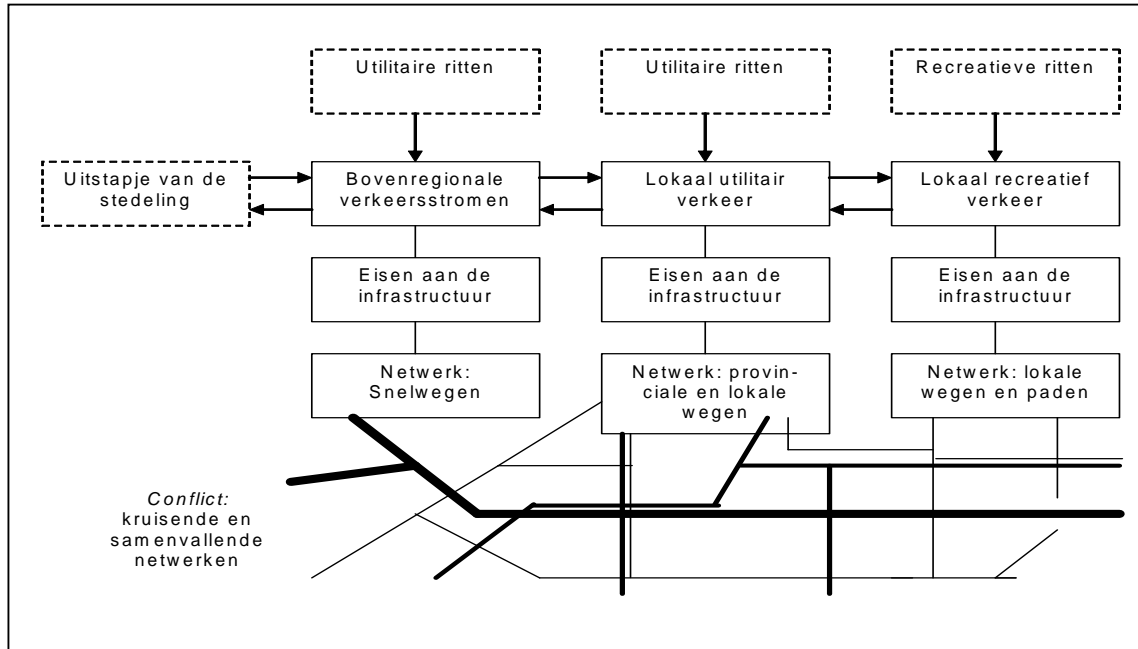 Utilitaire ritten
Utilitaire ritten
Recreatieve ritten
Uitstapje van de
stedeling
Bovenregionale
verkeersstromen
Lokaal utilitair
verkeer
Lokaal recreatief
verkeer
Eisen aan de
infrastructuur
Eisen aan de
infrastructuur
Eisen aan de
infrastructuur
Netwerk:
Snelwegen
Netwerk: provin-
ciale en lokale
wegen
Netwerk: lokale
wegen en paden
Conflict:
kruisende en
samenvallende
netwerken